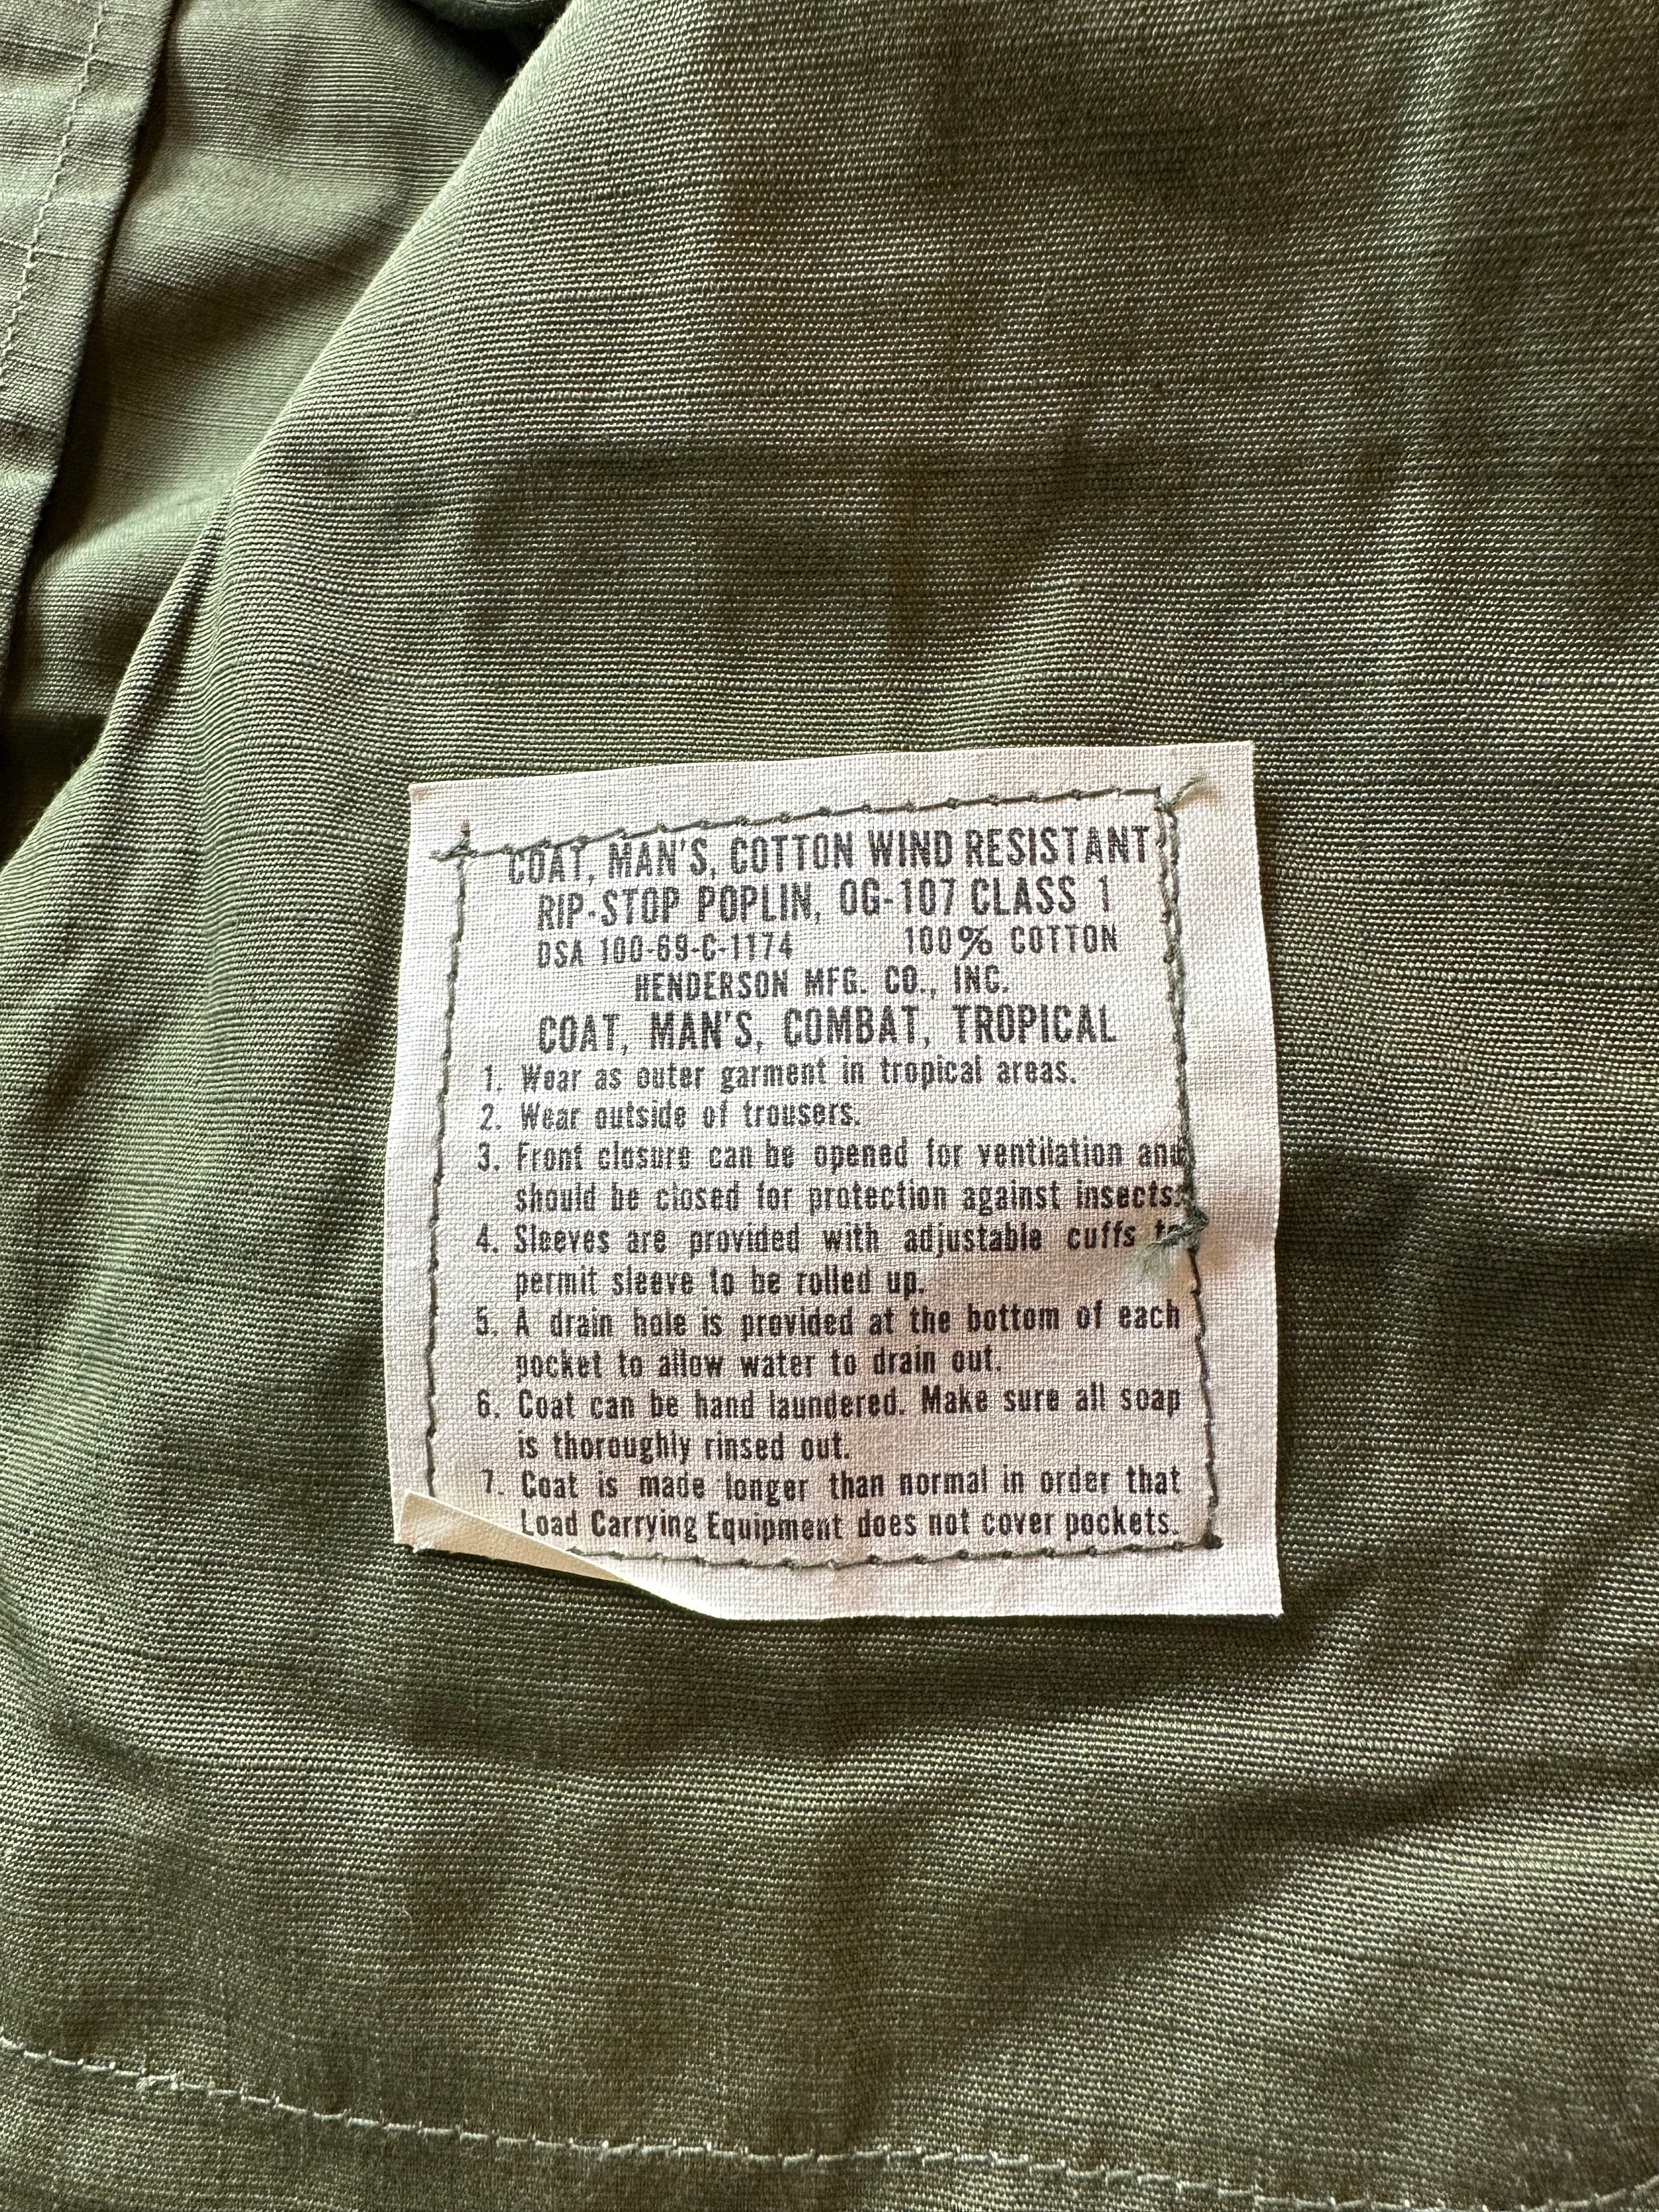 COAT, MAN'S, COTTON WIND RESISTANT
RIP-STOP POPLIN, OG-107 CLASS 1
DSA 100-69-C-1174 100% COTTON
HENDERSON MFG. CO., INC.
COAT, MAN'S, COMBAT, TROPICAL
1. Wear as outer garment in tropical areas.
2. Wear outside of trousers.
3. Front closure can be opened for ventilation and
should be closed for protection against insects.
4. Sleeves are provided with adjustable cuffs to
permit sleeve to be rolled up.
5. A drain hole is provided at the bottom of each
pocket to allow water to drain out.
6. Coat can be hand laundered. Make sure all soap
is thoroughly rinsed out.
7. Coat is made longer than normal in order that
Load Carrying Equipment does not cover pockets.